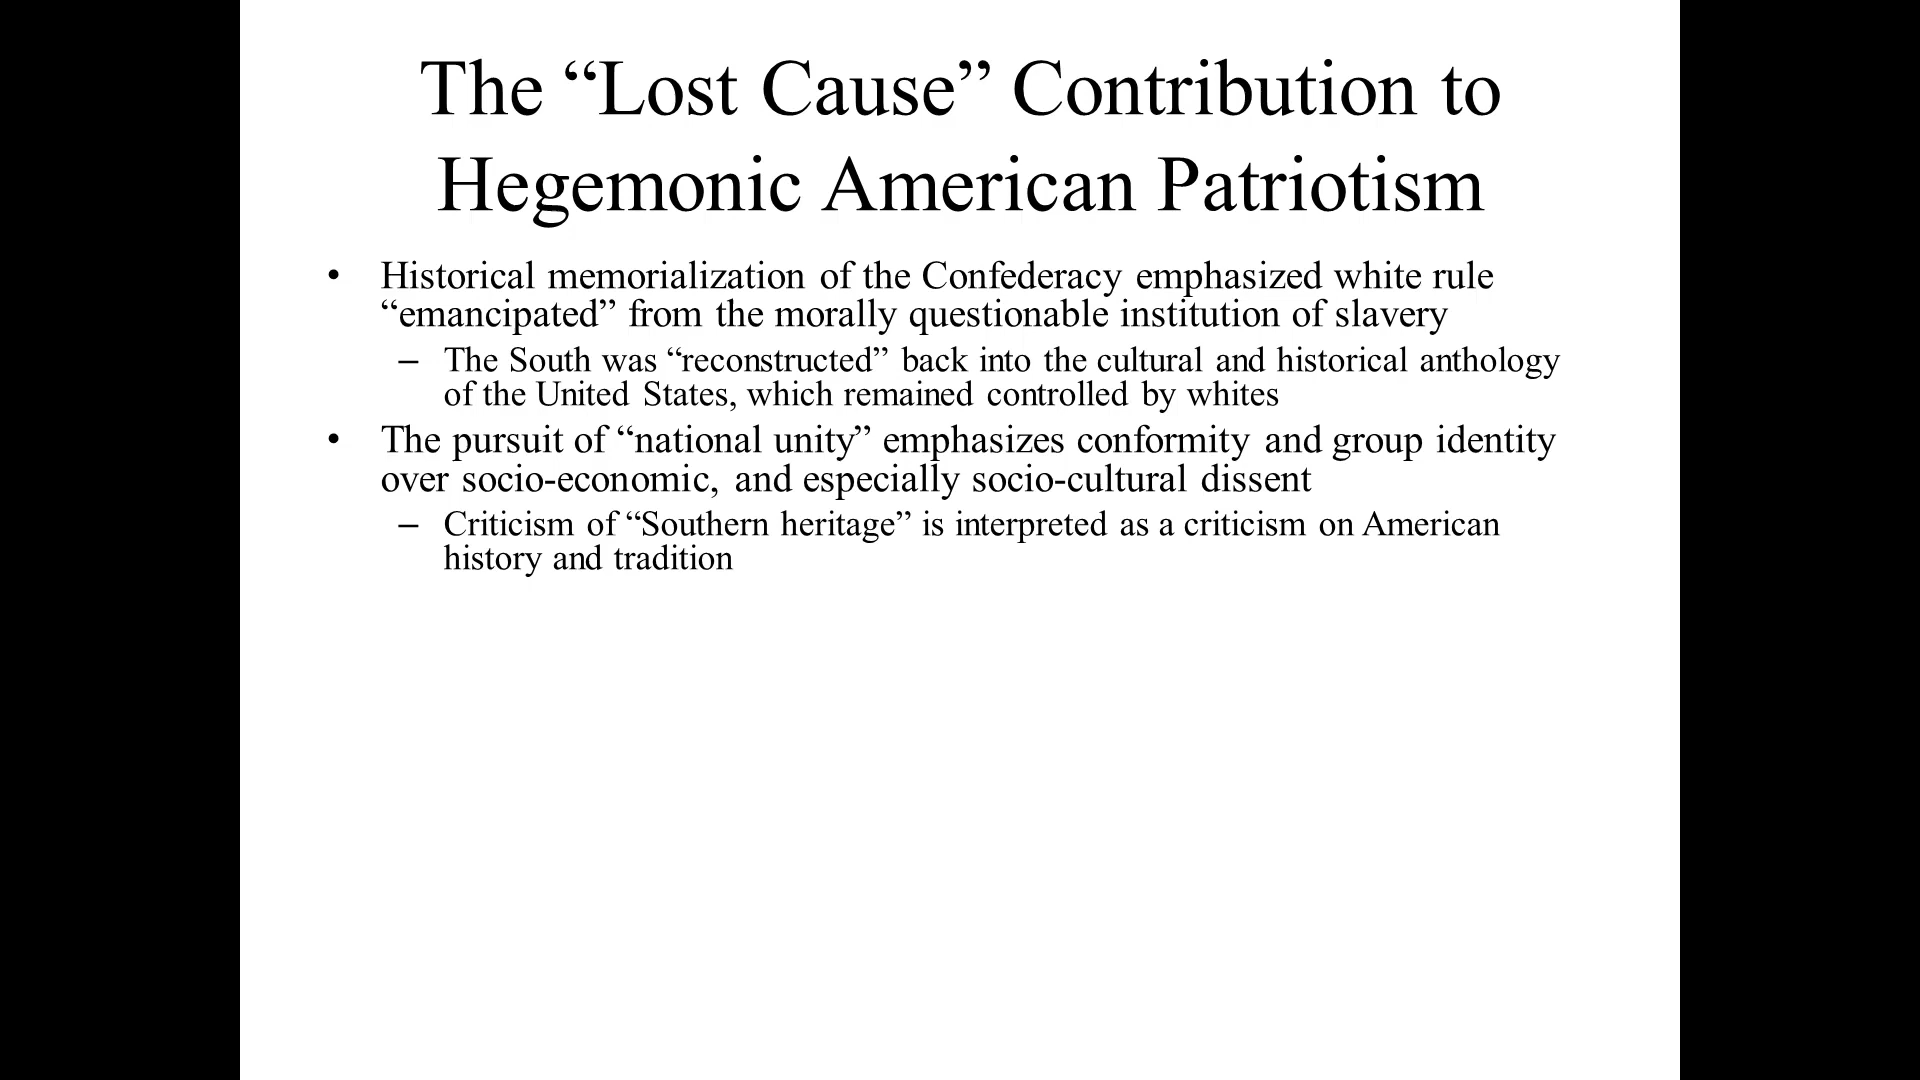 The “Lost Cause” Contribution to
Hegemonic American Patriotism
• Historical memorialization of the Confederacy emphasized white rule
“emancipated” from the morally questionable institution of slavery
– The South was “reconstructed” back into the cultural and historical anthology
of the United States, which remained controlled by whites
• The pursuit of “national unity” emphasizes conformity and group identity
over socio-economic, and especially socio-cultural dissent
– Criticism of “Southern heritage” is interpreted as a criticism on American
history and tradition